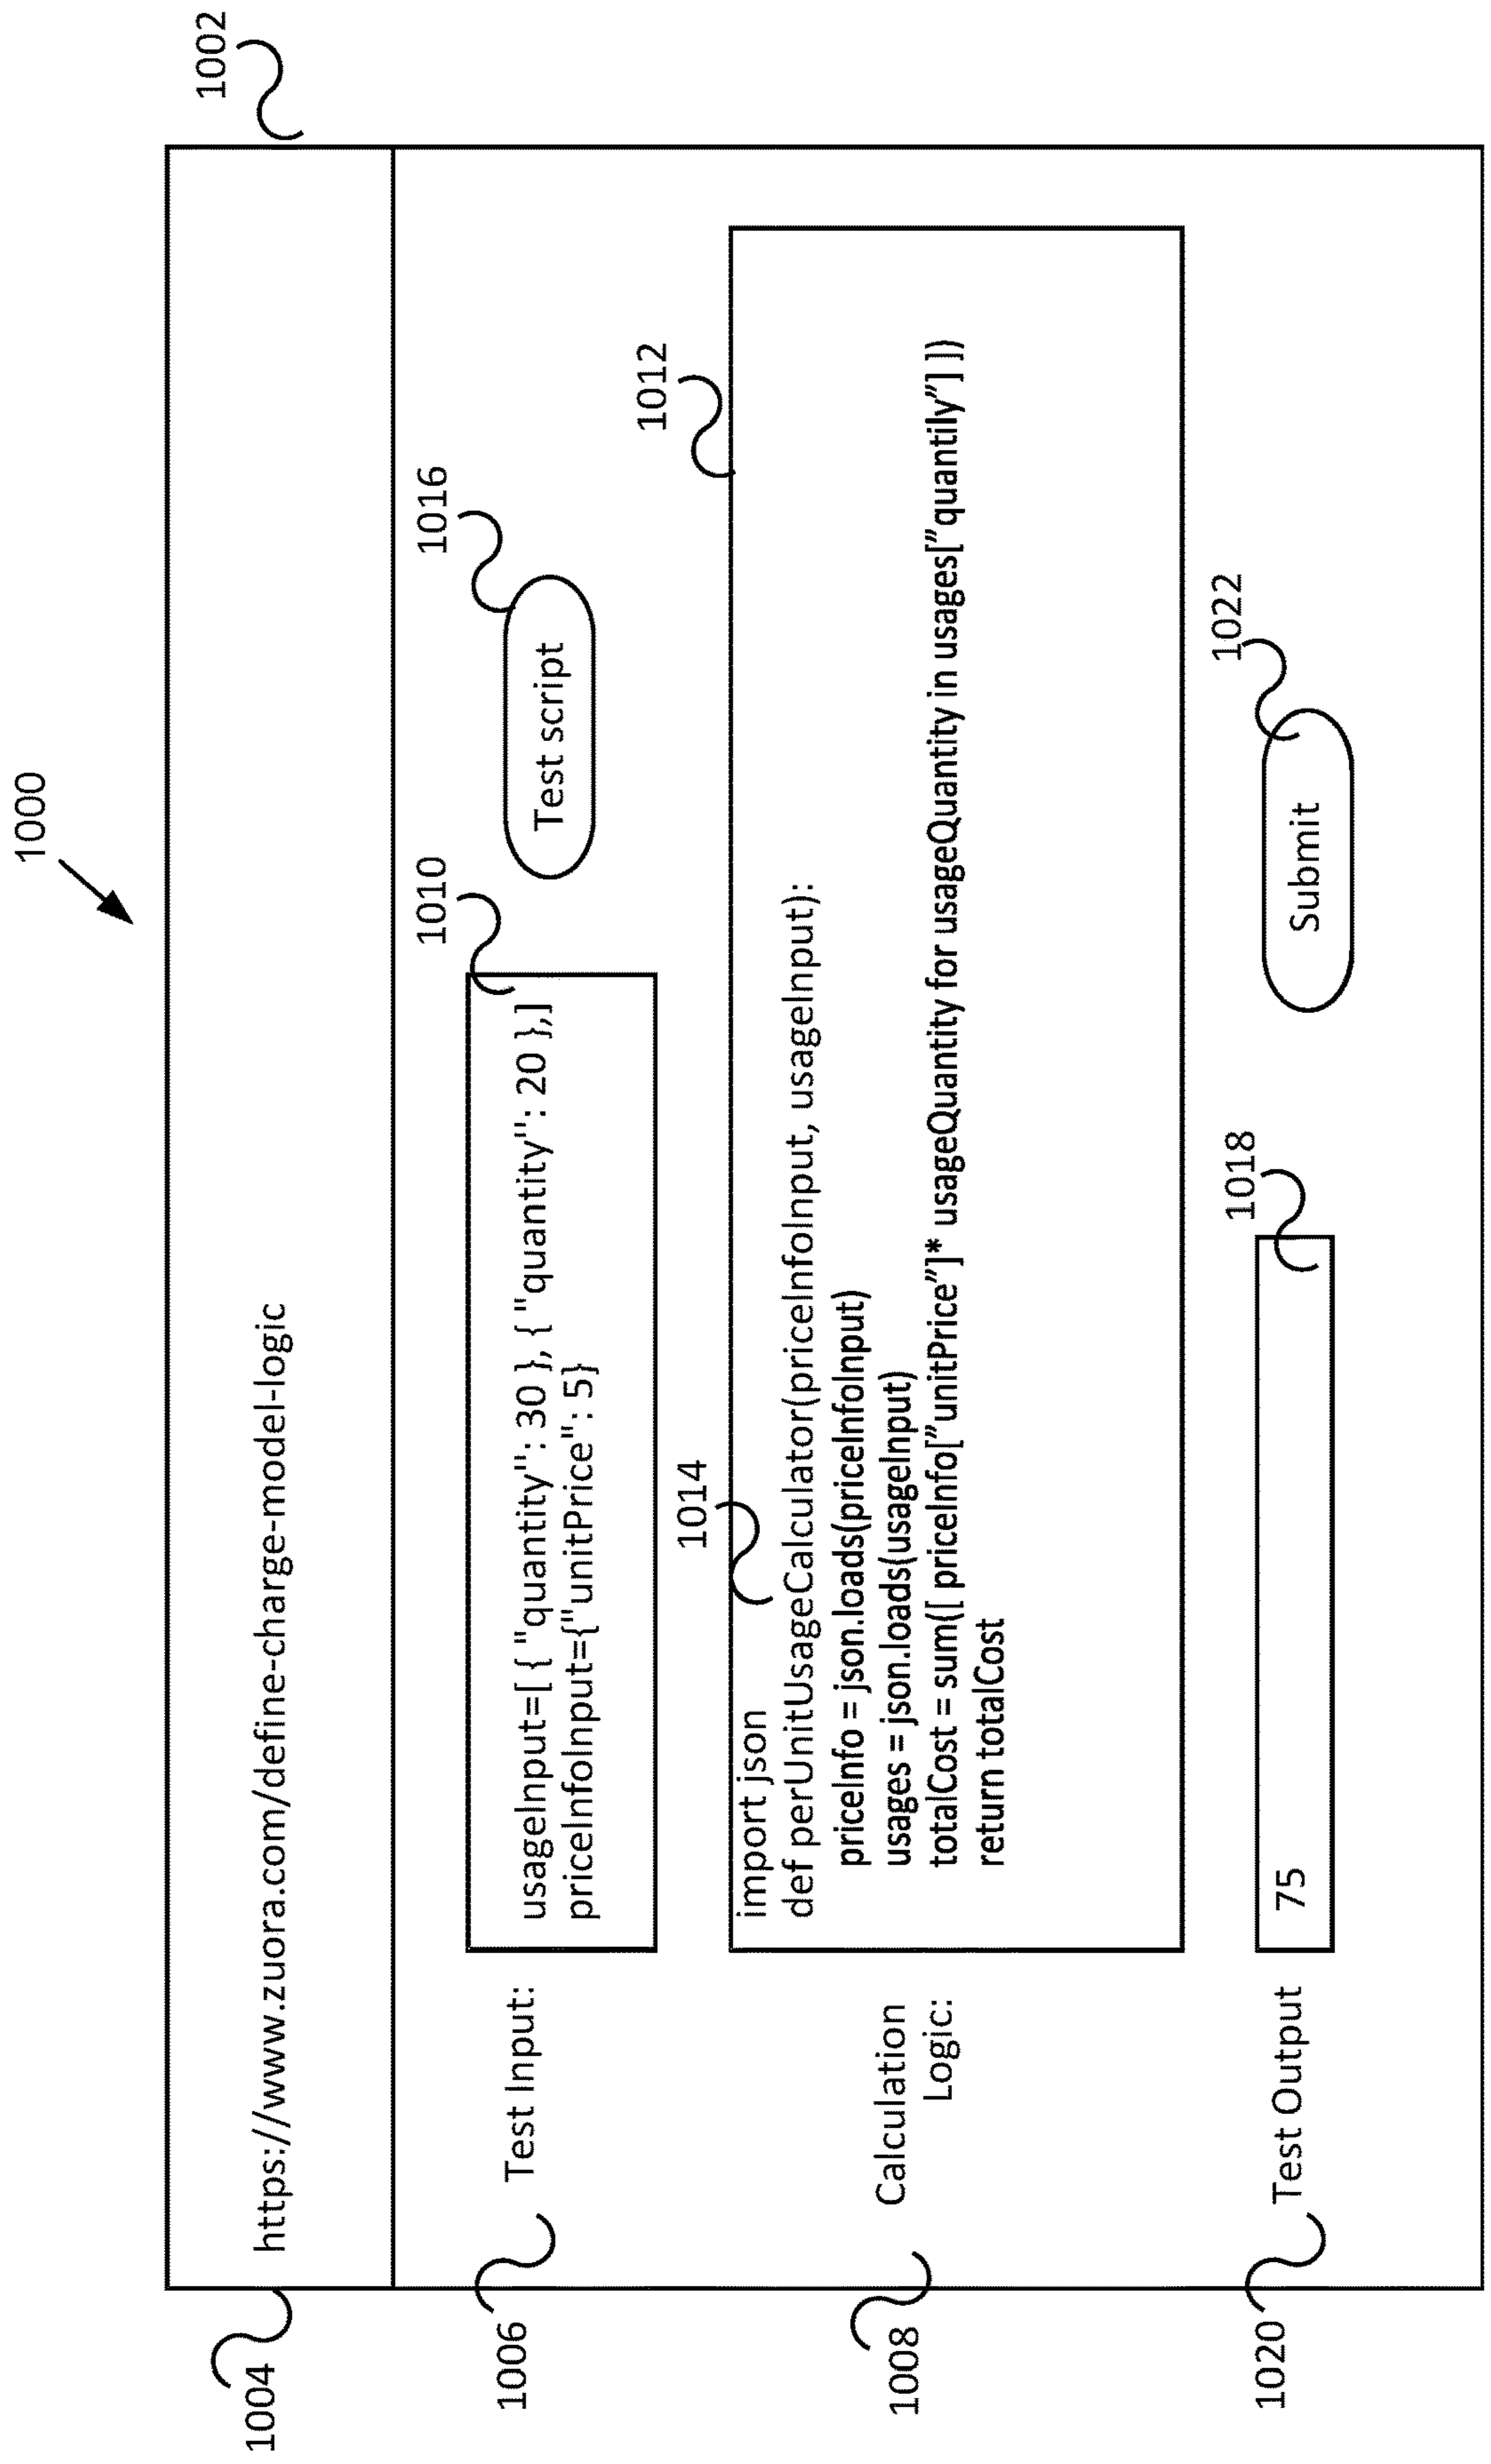 1000
1002
1004
https://www.zuora.com/define-charge-model-logic
1006
Test Input:
usageInput=[ { "quantity": 30 }, { "quantity": 20 },]
priceInfoInput={"unitPrice": 5}
1010
Test script
1016
1008
Calculation
Logic:
1014
1012
import json
def perUnitUsageCalculator(priceInfoInput, usageInput):
priceInfo = json.loads(priceInfoInput)
usages = json.loads(usageInput)
totalCost = sum([ priceInfo["unitPrice"]* usageQuantity for usageQuantity in usages["quantily"] ])
return totalCost
1020
Test Output
75
1018
Submit
1022